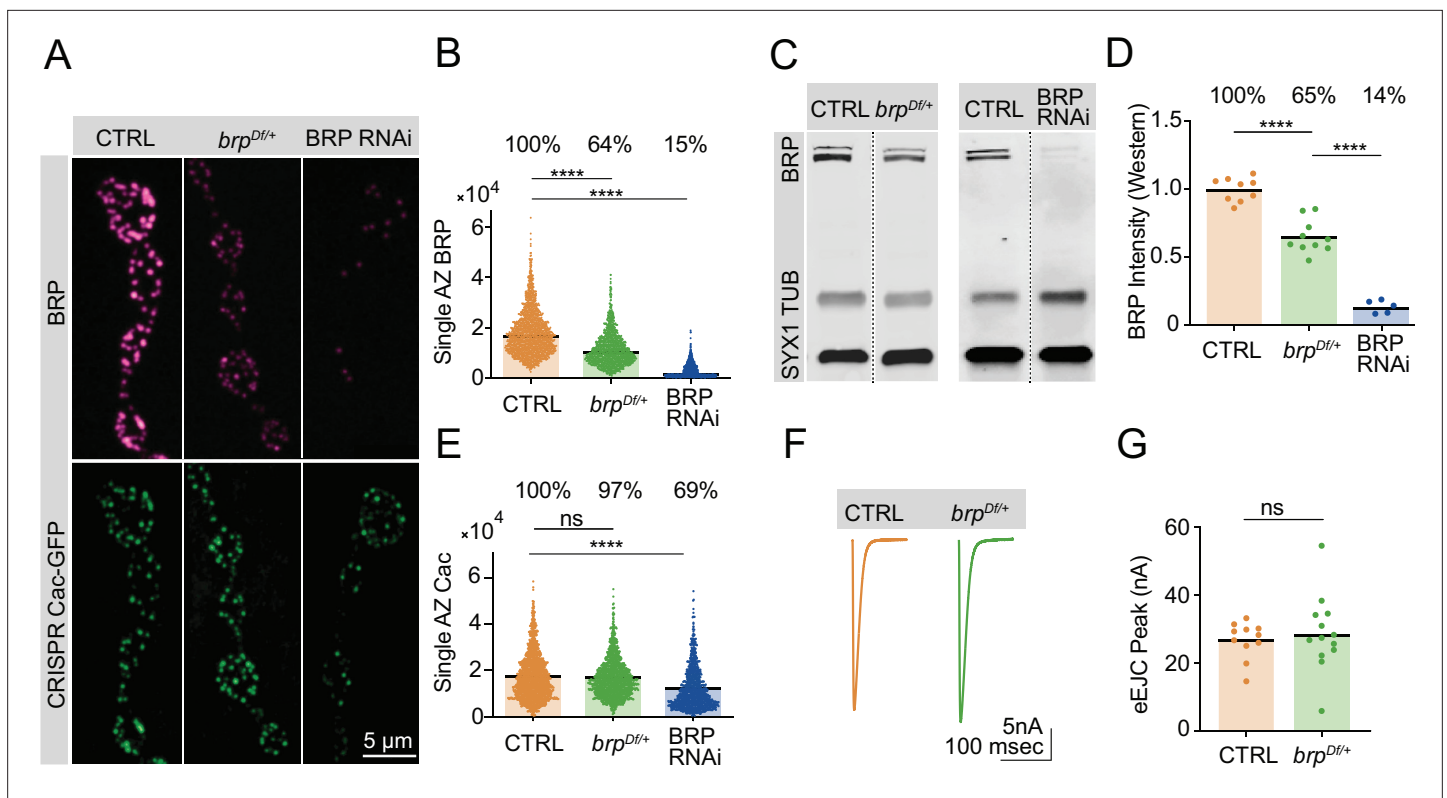 A
CTRL
brpDf/+
BRP RNAi
BRP
CRISPR Cac-GFP
5 µm
B
100%
64%
15%
****
****
×10⁴
6
4
2
0
Single AZ BRP
CTRL
brpDf/+
BRP
RNAi
C
CTRL brpDf/+
CTRL
BRP
RNAi
BRP
SYX1 TUB
D
100%
65%
14%
****
****
1.5
1.0
0.5
0
BRP Intensity (Western)
CTRL
brpDf/+
BRP
RNAi
E
100%
97%
69%
ns
****
×10⁴
6
4
2
0
Single AZ Cac
CTRL
brpDf/+
BRP
RNAi
F
CTRL
brpDf/+
5nA
100 msec
G
ns
60
40
20
0
eEJC Peak (nA)
CTRL
brpDf/+